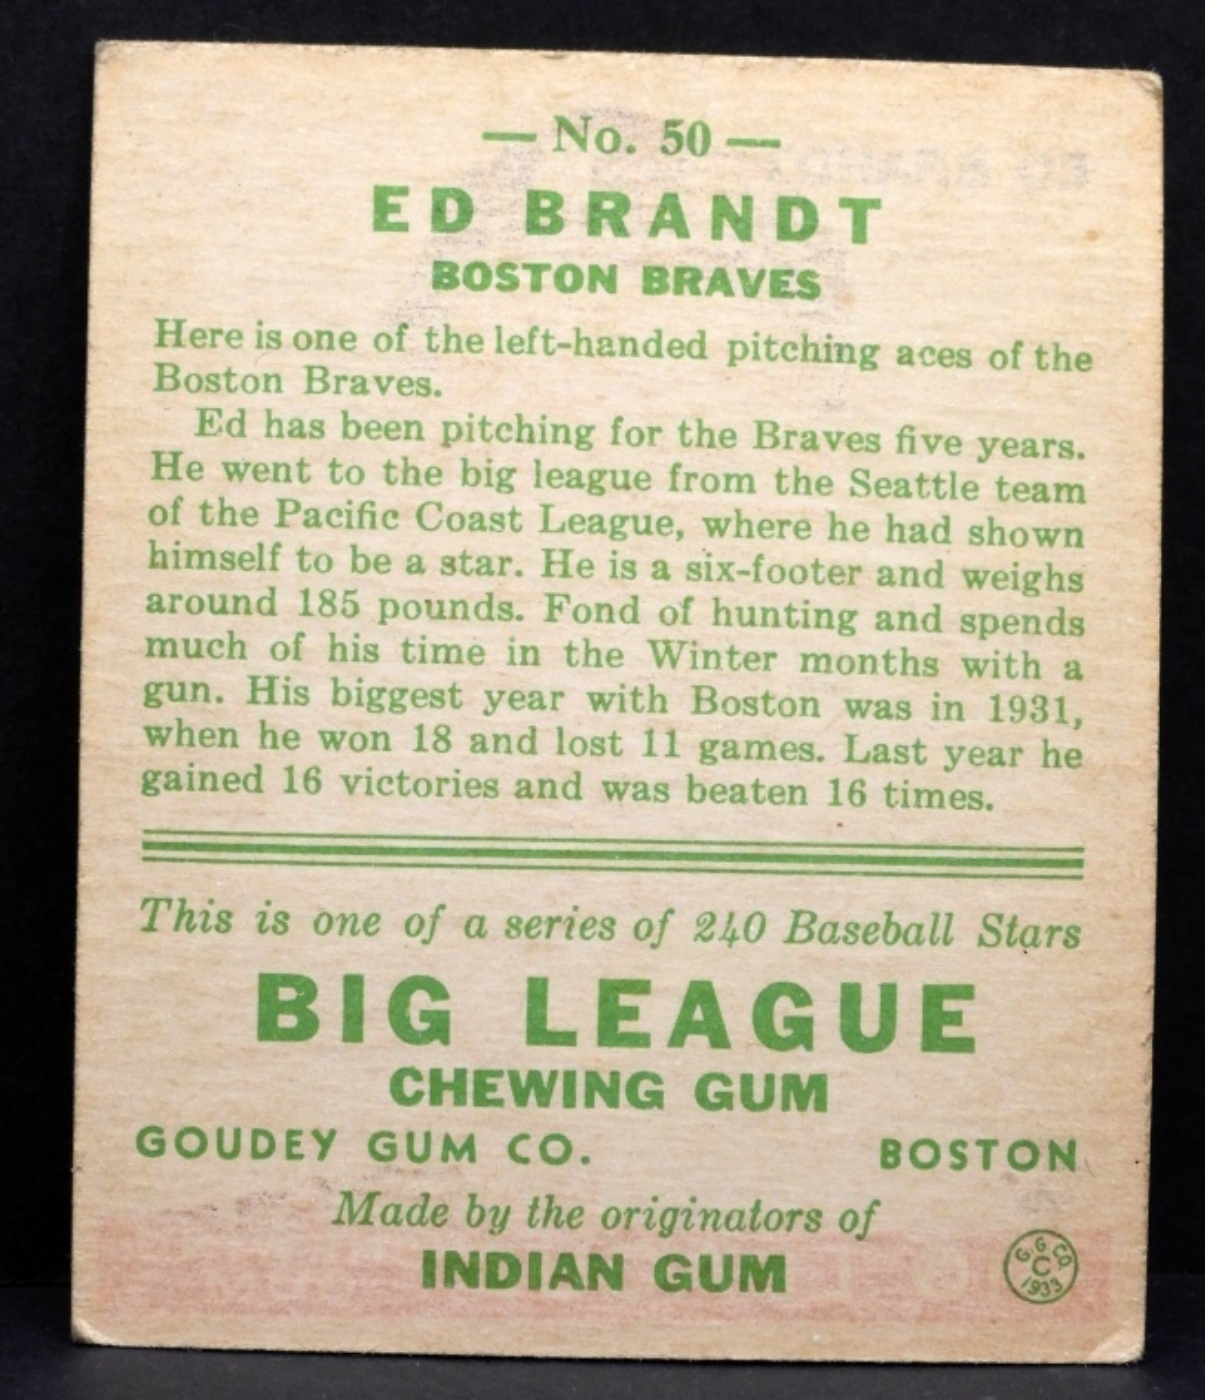 — No. 50 —
ED BRANDT
BOSTON BRAVES
Here is one of the left-handed pitching aces of the
Boston Braves.
Ed has been pitching for the Braves five years.
He went to the big league from the Seattle team
of the Pacific Coast League, where he had shown
himself to be a star. He is a six-footer and weighs
around 185 pounds. Fond of hunting and spends
much of his time in the Winter months with a
gun. His biggest year with Boston was in 1931,
when he won 18 and lost 11 games. Last year he
gained 16 victories and was beaten 16 times.
This is one of a series of 240 Baseball Stars
BIG LEAGUE
CHEWING GUM
GOUDEY GUM CO. BOSTON
Made by the originators of
INDIAN GUM
G. G. CO.
C
1933